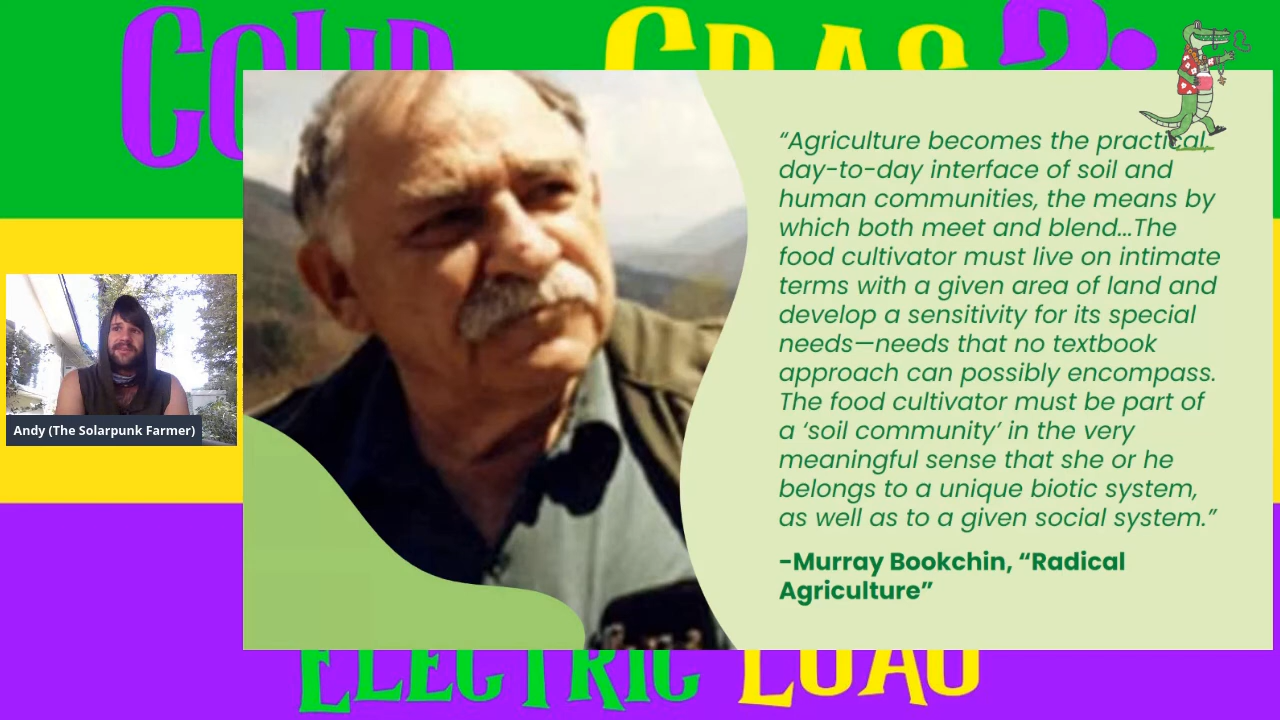 “Agriculture becomes the practical,
day-to-day interface of soil and
human communities, the means by
which both meet and blend...The
food cultivator must live on intimate
terms with a given area of land and
develop a sensitivity for its special
needs—needs that no textbook
approach can possibly encompass.
The food cultivator must be part of
a ‘soil community’ in the very
meaningful sense that she or he
belongs to a unique biotic system,
as well as to a given social system.”
-Murray Bookchin, “Radical
Agriculture”
Andy (The Solarpunk Farmer)
ELECTRIC LUAU